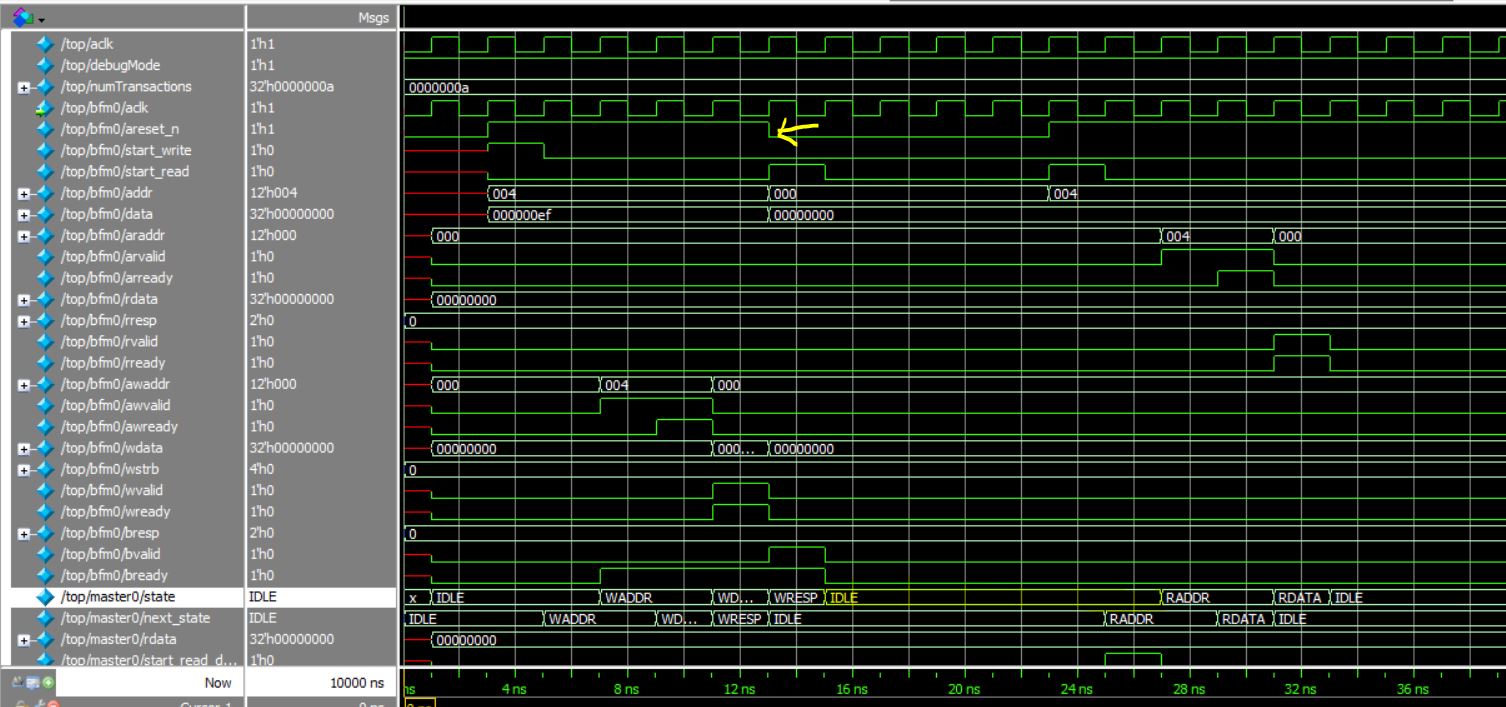 Msgs
/top/aclk 1'h1
/top/debugMode 1'h1
/top/numTransactions 32'h0000000a 0000000a
/top/bfm0/aclk 1'h1
/top/bfm0/areset_n 1'h1
/top/bfm0/start_write 1'h0
/top/bfm0/start_read 1'h0
/top/bfm0/addr 12'h004 004 000 004
/top/bfm0/data 32'h00000000 000000ef 00000000
/top/bfm0/araddr 12'h000 000 004 000
/top/bfm0/arvalid 1'h0
/top/bfm0/arready 1'h0
/top/bfm0/rdata 32'h00000000 00000000
/top/bfm0/rresp 2'h0 0
/top/bfm0/rvalid 1'h0
/top/bfm0/rready 1'h0
/top/bfm0/awaddr 12'h000 000 004 000
/top/bfm0/awvalid 1'h0
/top/bfm0/awready 1'h0
/top/bfm0/wdata 32'h00000000 00000000 000... 00000000
/top/bfm0/wstrb 4'h0 0
/top/bfm0/wvalid 1'h0
/top/bfm0/wready 1'h0
/top/bfm0/bresp 2'h0 0
/top/bfm0/bvalid 1'h0
/top/bfm0/bready 1'h0
/top/master0/state IDLE x IDLE WADDR WD... WRESP IDLE RADDR RDATA IDLE
/top/master0/next_state IDLE IDLE WADDR WD... WRESP IDLE RADDR RDATA IDLE
/top/master0/rdata 32'h00000000 00000000
/top/master0/start_read_d... 1'h0
Now 10000 ns ns 4 ns 8 ns 12 ns 16 ns 20 ns 24 ns 28 ns 32 ns 36 ns
Cursor 1 0 ns